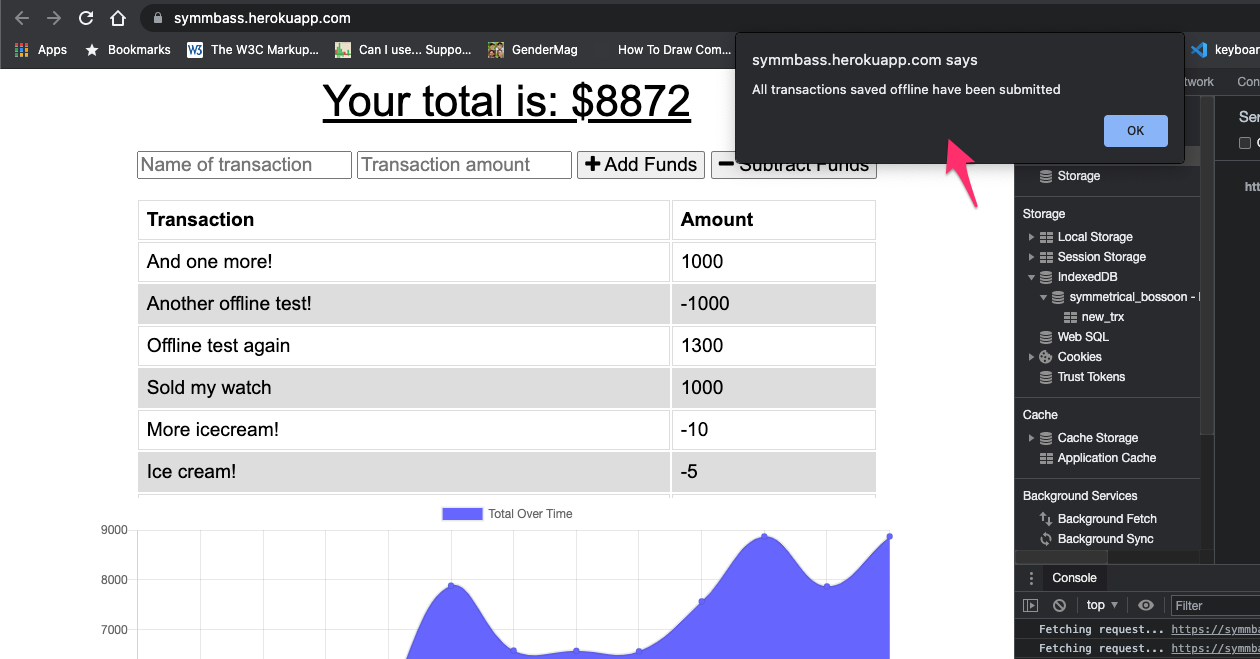 symmbass.herokuapp.com
Apps Bookmarks The W3C Markup... Can I use... Suppo... GenderMag How To Draw Com... keyboar
symmbass.herokuapp.com says
All transactions saved offline have been submitted
OK
twork Con
Your total is: $8872
Name of transaction Transaction amount Add Funds Subtract Funds
Transaction Amount
And one more! 1000
Another offline test! -1000
Offline test again 1300
Sold my watch 1000
More icecream! -10
Ice cream! -5
Total Over Time
9000
8000
7000
Storage
Storage
Local Storage
Session Storage
IndexedDB
symmetrical_bossoon -
new_trx
Web SQL
Cookies
Trust Tokens
Cache
Cache Storage
Application Cache
Background Services
Background Fetch
Background Sync
Ser
htt
Console
top Filter
Fetching request... https://symmba
Fetching request... https://symmba